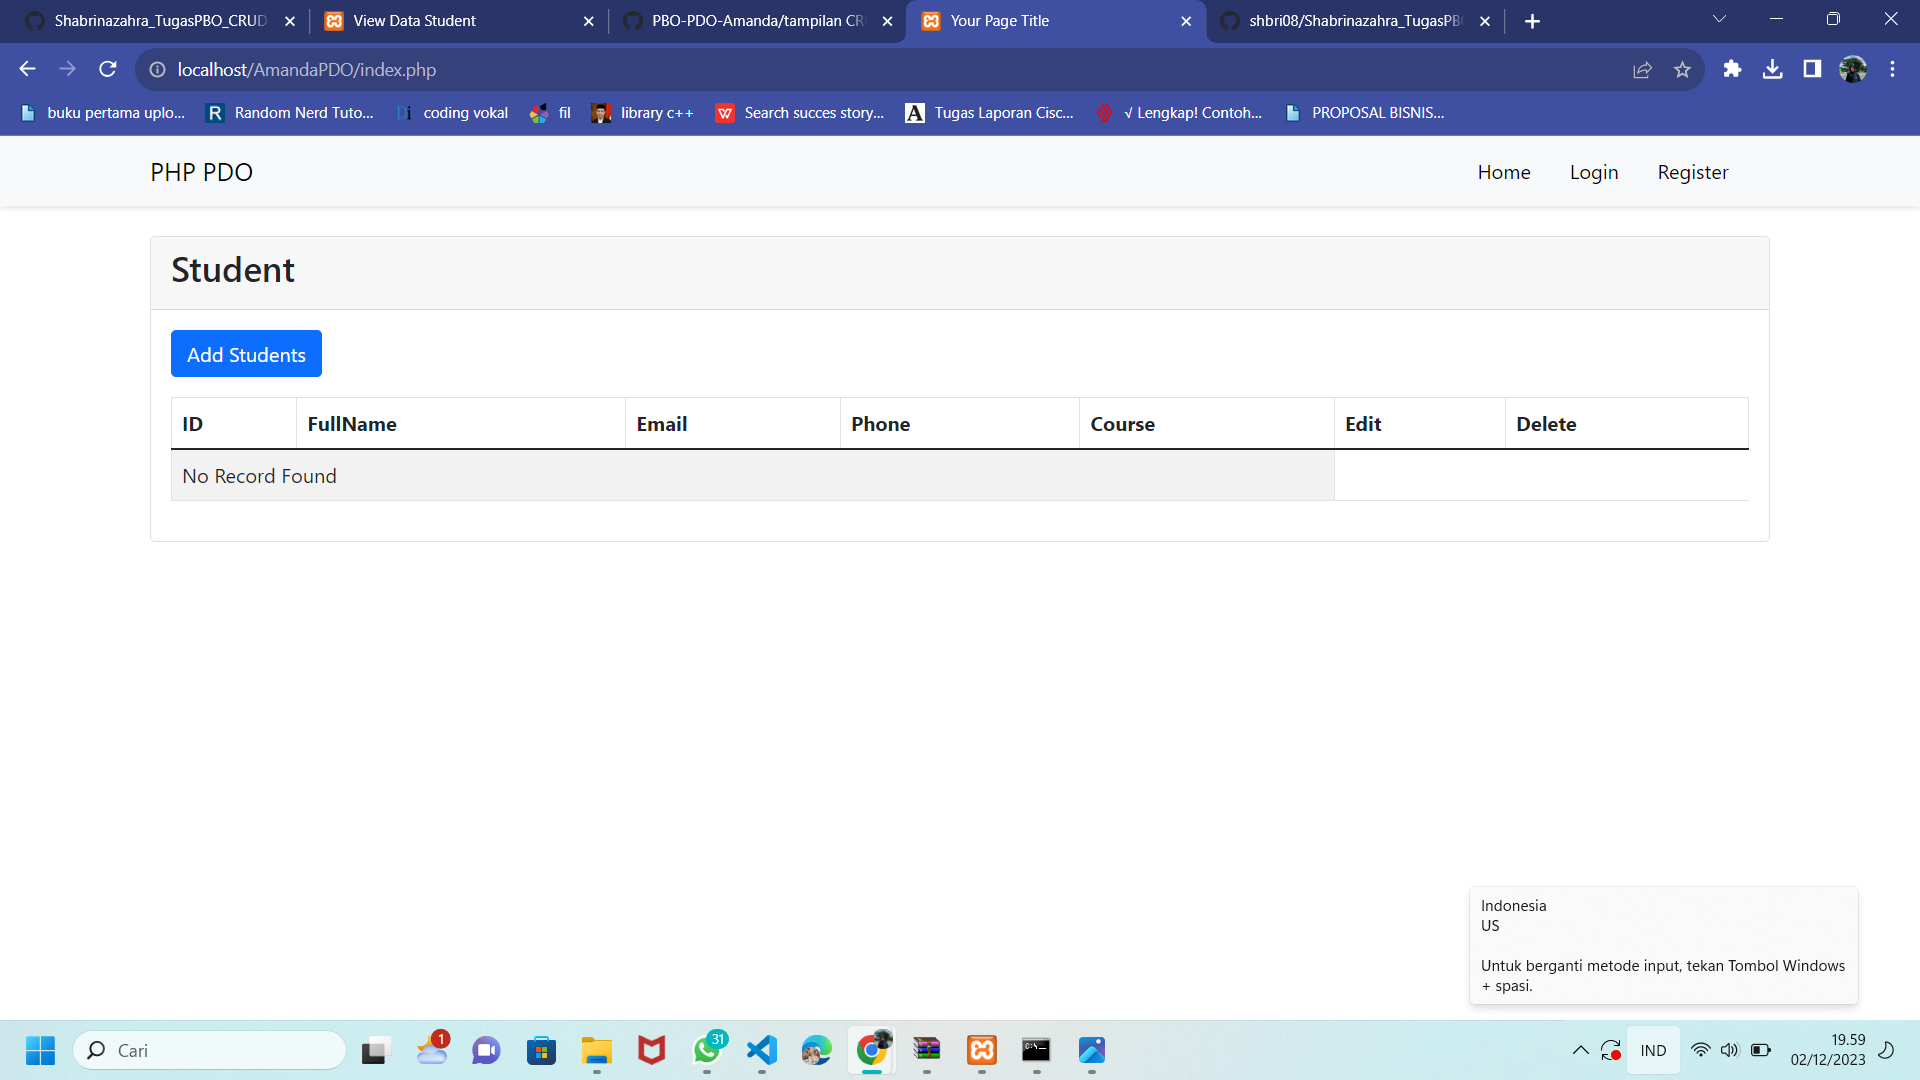 Shabrinazahra_TugasPBO_CRUD
View Data Student
PBO-PDO-Amanda/tampilan CR
Your Page Title
shbri08/Shabrinazahra_TugasPB
localhost/AmandaPDO/index.php
buku pertama uplo...
R Random Nerd Tuto...
Di coding vokal
fil
library c++
W Search succes story...
A Tugas Laporan Cisc...
√ Lengkap! Contoh...
PROPOSAL BISNIS...
PHP PDO
Home Login Register
Student
Add Students
ID FullName Email Phone Course Edit Delete
No Record Found
Indonesia
US
Untuk berganti metode input, tekan Tombol Windows
+ spasi.
Cari
1
31
IND
19.59
02/12/2023